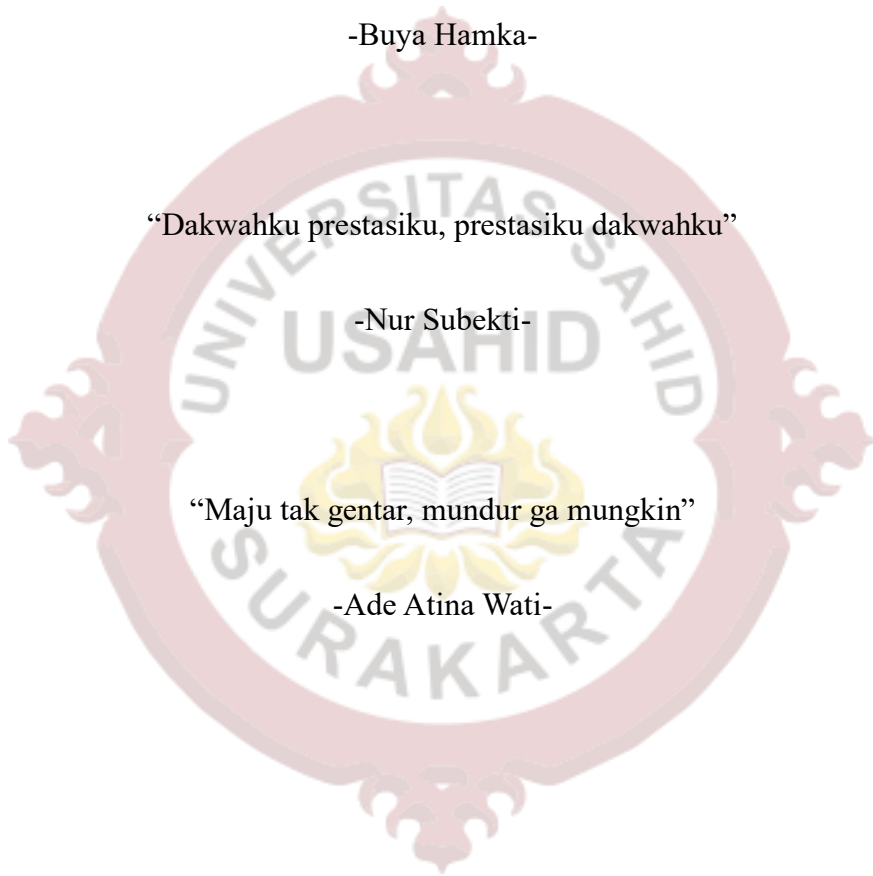 -Buya Hamka-
“Dakwahku prestasiku, prestasiku dakwahku”
-Nur Subekti-
“Maju tak gentar, mundur ga mungkin”
-Ade Atina Wati-
UNIVERSITAS SAHID
USAHID
SURAKARTA